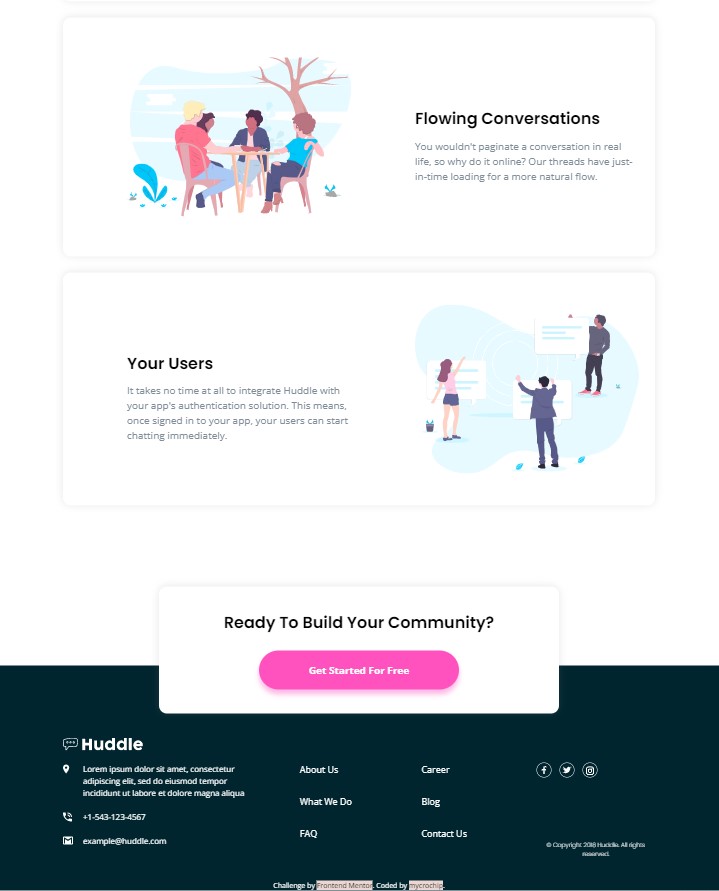 Flowing Conversations
You wouldn't paginate a conversation in real
life, so why do it online? Our threads have just-
in-time loading for a more natural flow.
Your Users
It takes no time at all to integrate Huddle with
your app's authentication solution. This means,
once signed in to your app, your users can start
chatting immediately.
Ready To Build Your Community?
Get Started For Free
Huddle
Lorem ipsum dolor sit amet, consectetur
adipiscing elit, sed do eiusmod tempor
incididunt ut labore et dolore magna aliqua
+1-543-123-4567
example@huddle.com
About Us
What We Do
FAQ
Career
Blog
Contact Us
© Copyright 2018 Huddle. All rights
reserved.
Challenge by Frontend Mentor. Coded by mycrochip.